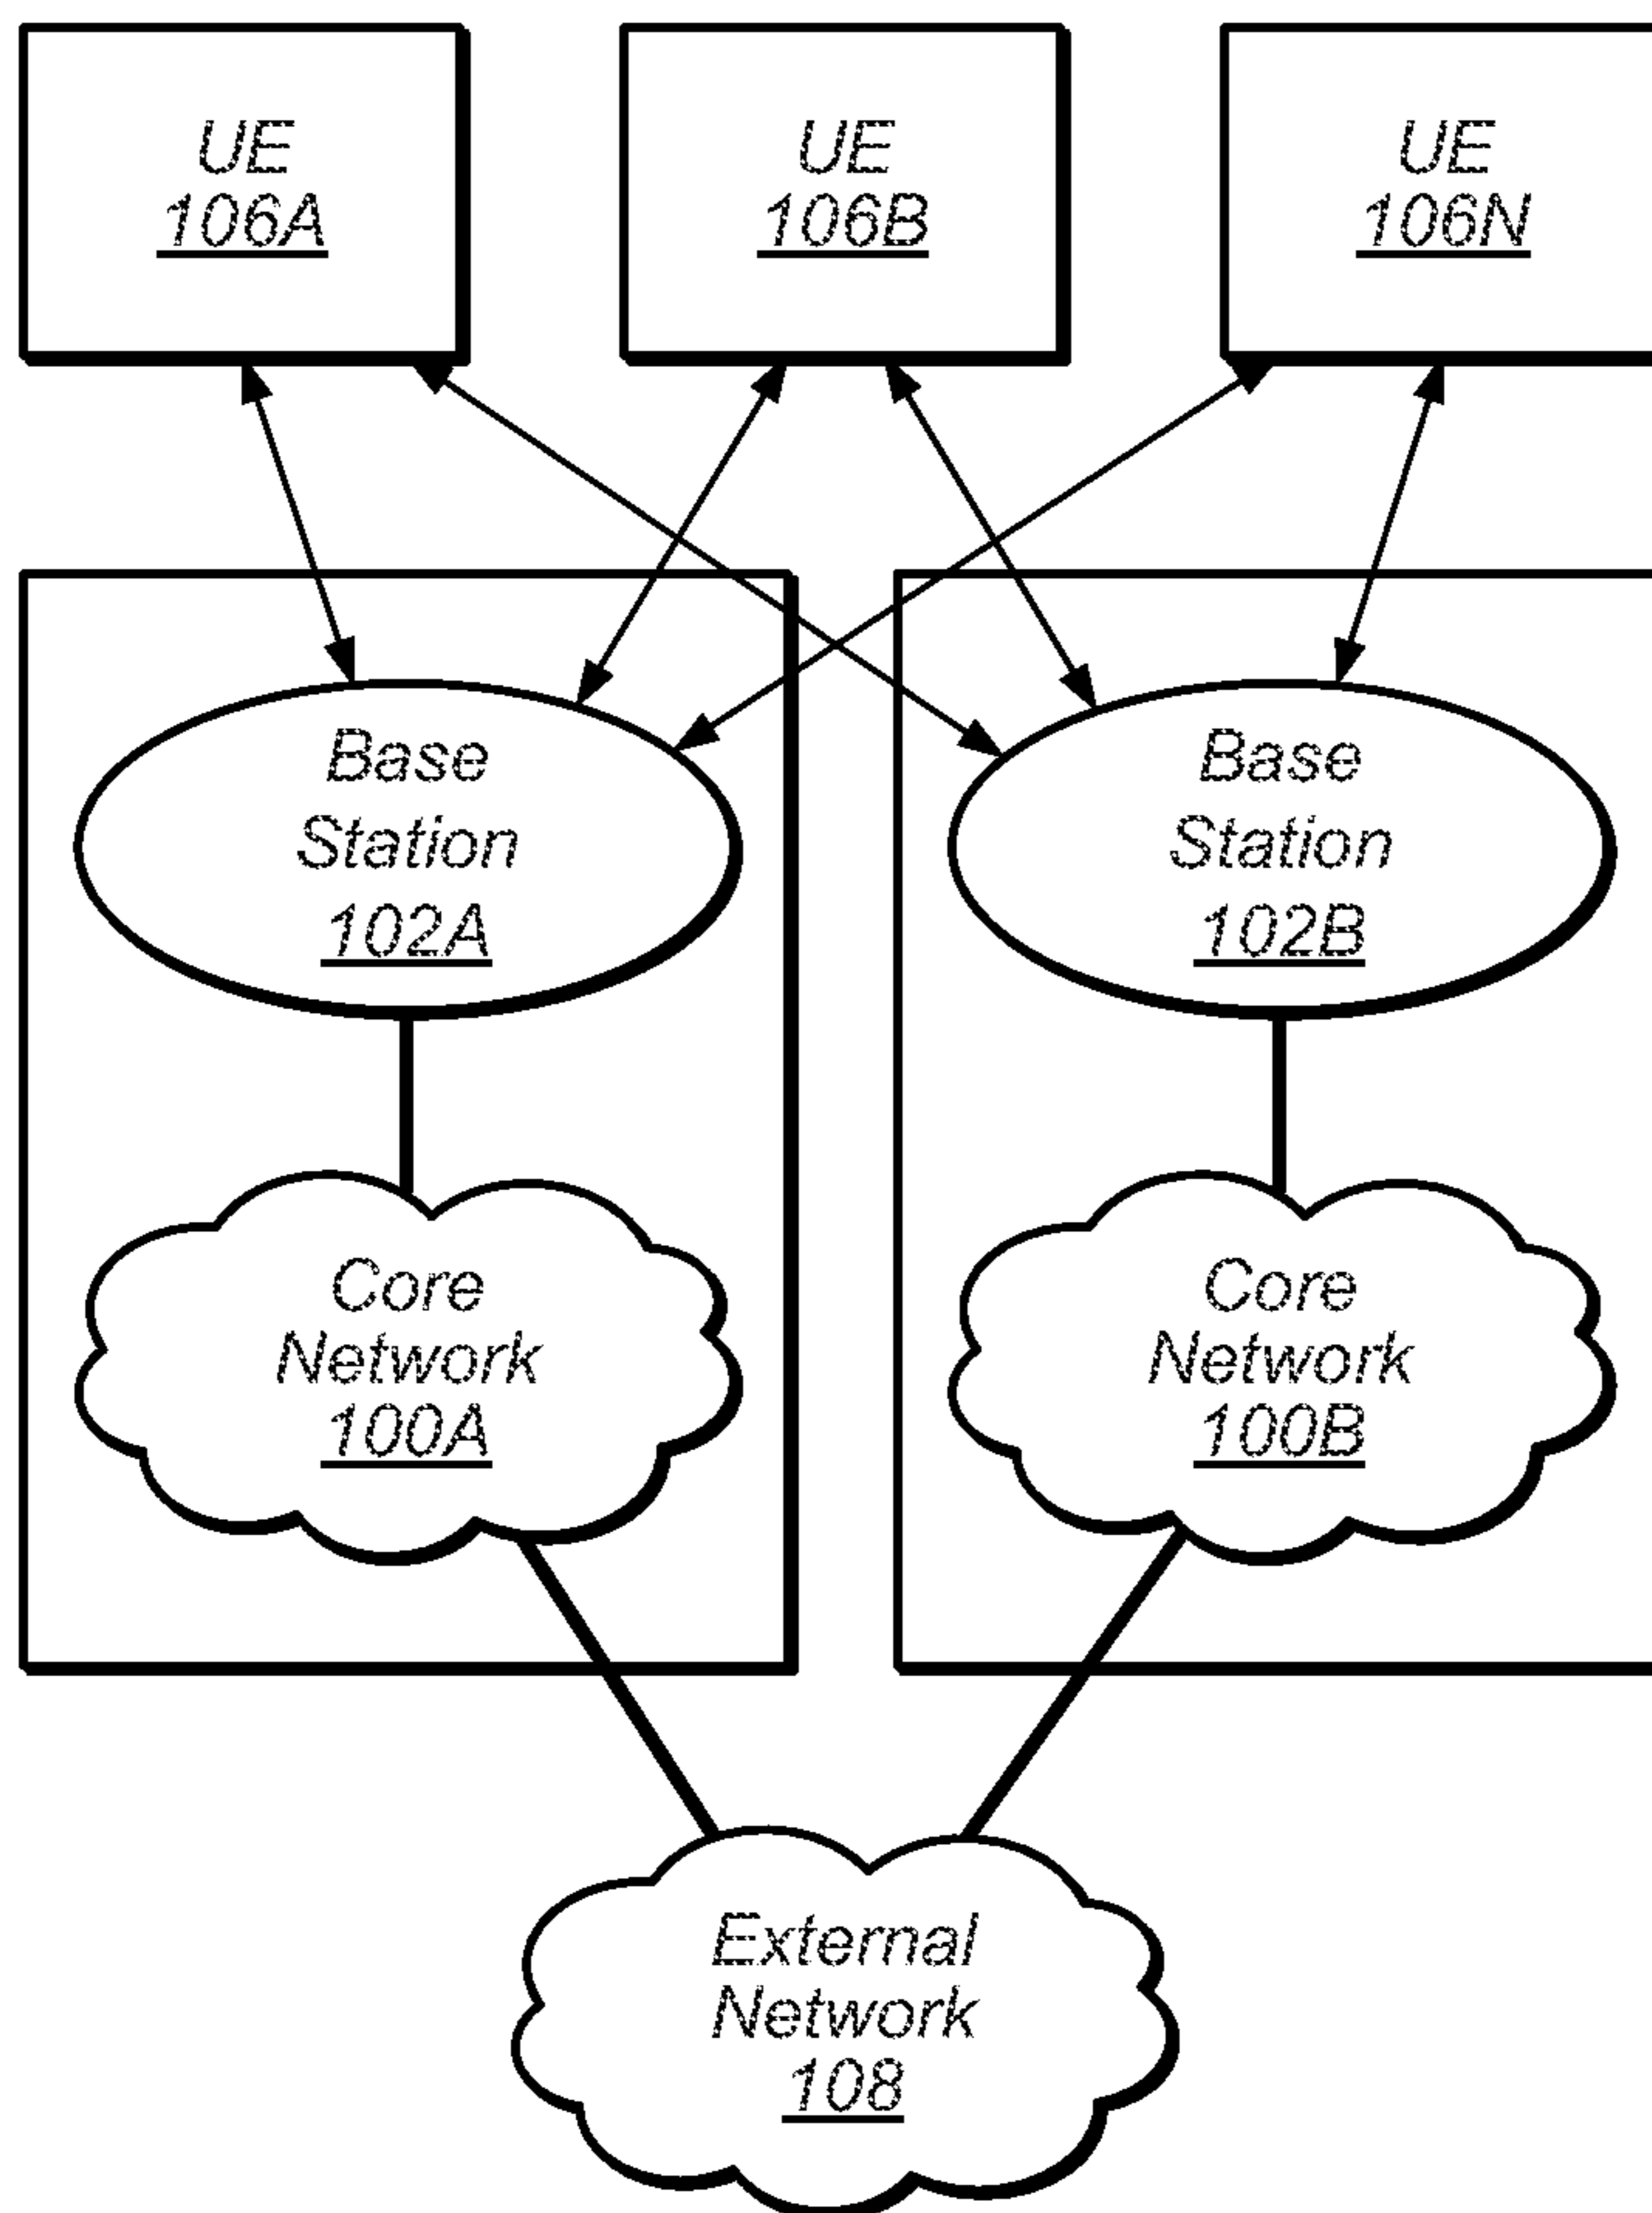 UE
106A
UE
106B
UE
106N
Base
Station
102A
Base
Station
102B
Core
Network
100A
Core
Network
100B
External
Network
108